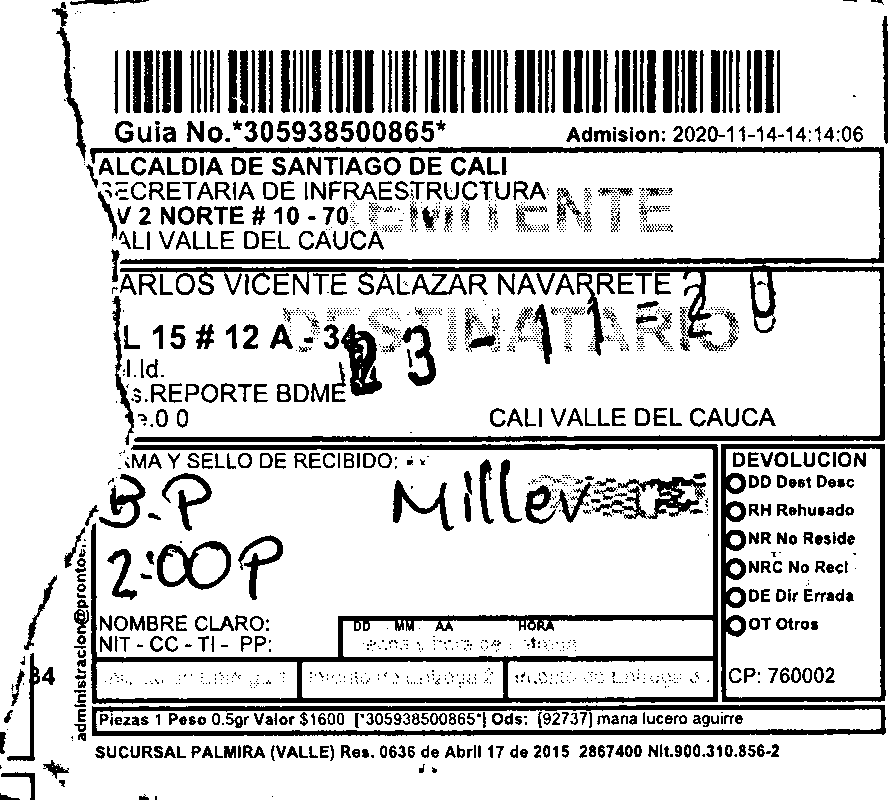 Guia No.*305938500865*
Admision: 2020-11-14-14:14:06
ALCALDIA DE SANTIAGO DE CALI
SECRETARIA DE INFRAESTRUCTURA
REMITENTE
V 2 NORTE # 10 - 70
ALI VALLE DEL CAUCA
ARLOS VICENTE SALAZAR NAVARRETE
DESTINATARIO
L 15 # 12 A - 34
23 - 11 - 20
REPORTE BDME
0 0
CALI VALLE DEL CAUCA
MA Y SELLO DE RECIBIDO:
B.P
2:00P
DEVOLUCION
DD Dest Desc
RH Rehusado
NR No Reside
NRC No Recl
DE Dir Errada
OT Otros
NOMBRE CLARO:
NIT - CC - TI - PP:
DD MM AA HORA
CP: 760002
administracion@pronto
34
Piezas 1 Peso 0.5gr Valor $1600 [*305938500865*] Ods: (92737) maria lucero aguirre
SUCURSAL PALMIRA (VALLE) Res. 0636 de Abril 17 de 2015 2867400 Nit.900.310.856-2